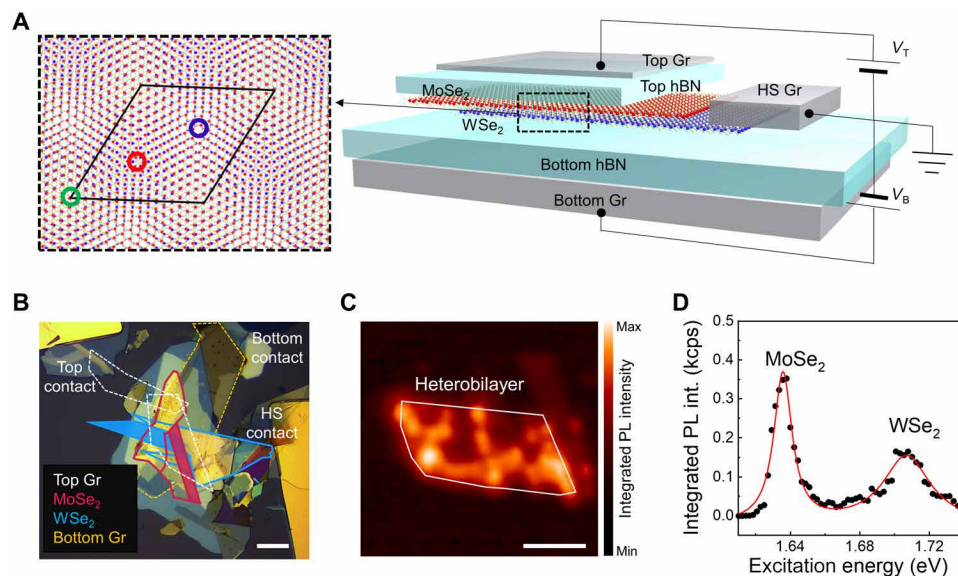 A
Top Gr
MoSe₂
Top hBN
HS Gr
WSe₂
Bottom hBN
Bottom Gr
V_T
V_B
B
Top
contact
Bottom
contact
HS
contact
Top Gr
MoSe₂
WSe₂
Bottom Gr
C
Heterobilayer
Max
Integrated PL intensity
Min
D
Integrated PL int. (kcps)
0.5
0.4
0.3
0.2
0.1
0.0
MoSe₂
WSe₂
1.64
1.68
1.72
Excitation energy (eV)